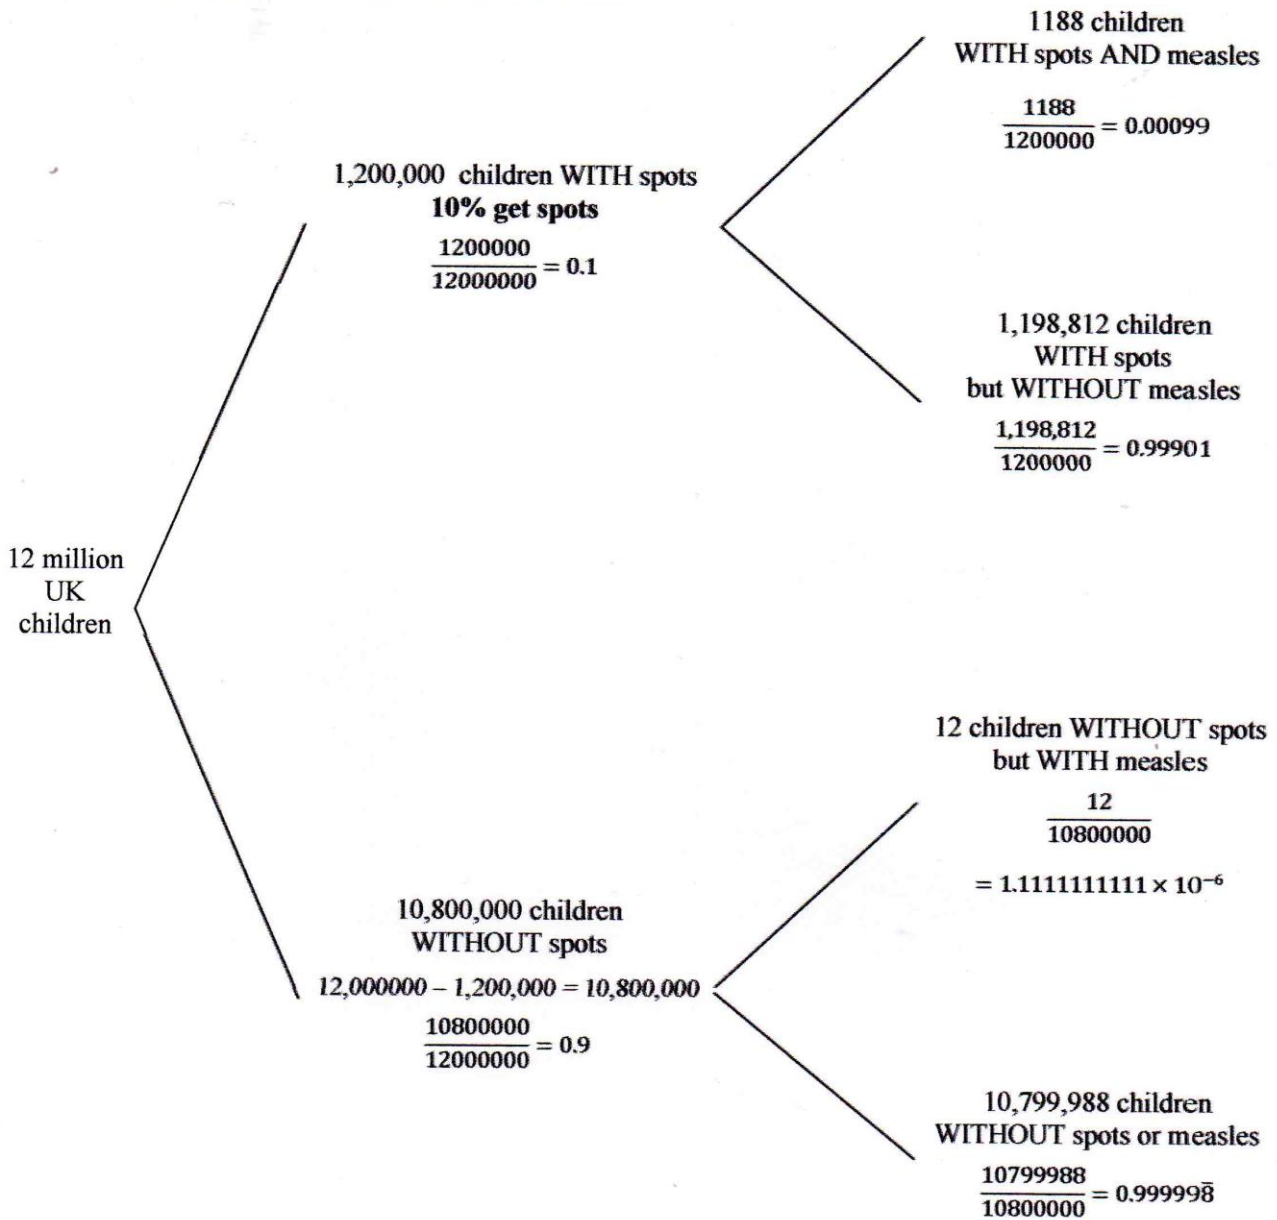 1188 children
WITH spots AND measles
1188
1200000
= 0.00099
1,200,000 children WITH spots
10% get spots
1200000
12000000
= 0.1
1,198,812 children
WITH spots
but WITHOUT measles
1,198,812
1200000
= 0.99901
12 million
UK
children
12 children WITHOUT spots
but WITH measles
12
10800000
= 1.1111111111 × 10⁻⁶
10,800,000 children
WITHOUT spots
12,000000 – 1,200,000 = 10,800,000
10800000
12000000
= 0.9
10,799,988 children
WITHOUT spots or measles
10799988
10800000
= 0.999998̄